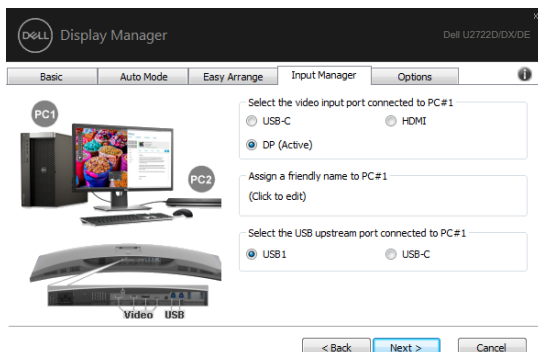 DELL Display Manager
Dell U2722D/DX/DE
x
Basic Auto Mode Easy Arrange Input Manager Options i
Select the video input port connected to PC#1
USB-C HDMI
DP (Active)
Assign a friendly name to PC#1
(Click to edit)
Select the USB upstream port connected to PC#1
USB1 USB-C
PC1
PC2
Video USB
< Back Next > Cancel